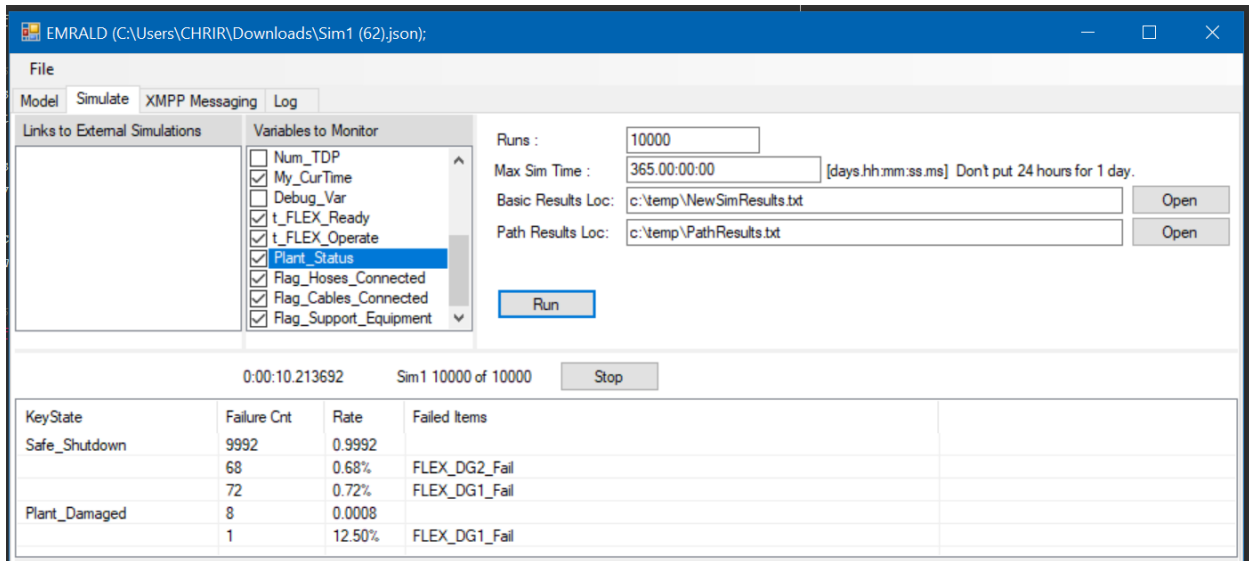 EMRALD (C:\Users\CHRIR\Downloads\Sim1 (62).json);
File
Model Simulate XMPP Messaging Log
Links to External Simulations
Variables to Monitor
Num_TDP
My_CurTime
Debug_Var
t_FLEX_Ready
t_FLEX_Operate
Plant_Status
Flag_Hoses_Connected
Flag_Cables_Connected
Flag_Support_Equipment
Runs : 10000
Max Sim Time : 365.00:00:00 [days.hh:mm:ss.ms] Don't put 24 hours for 1 day.
Basic Results Loc: c:\temp\NewSimResults.txt Open
Path Results Loc: c:\temp\PathResults.txt Open
Run
0:00:10.213692 Sim1 10000 of 10000 Stop
KeyState Failure Cnt Rate Failed Items
Safe_Shutdown 9992 0.9992
68 0.68% FLEX_DG2_Fail
72 0.72% FLEX_DG1_Fail
Plant_Damaged 8 0.0008
1 12.50% FLEX_DG1_Fail